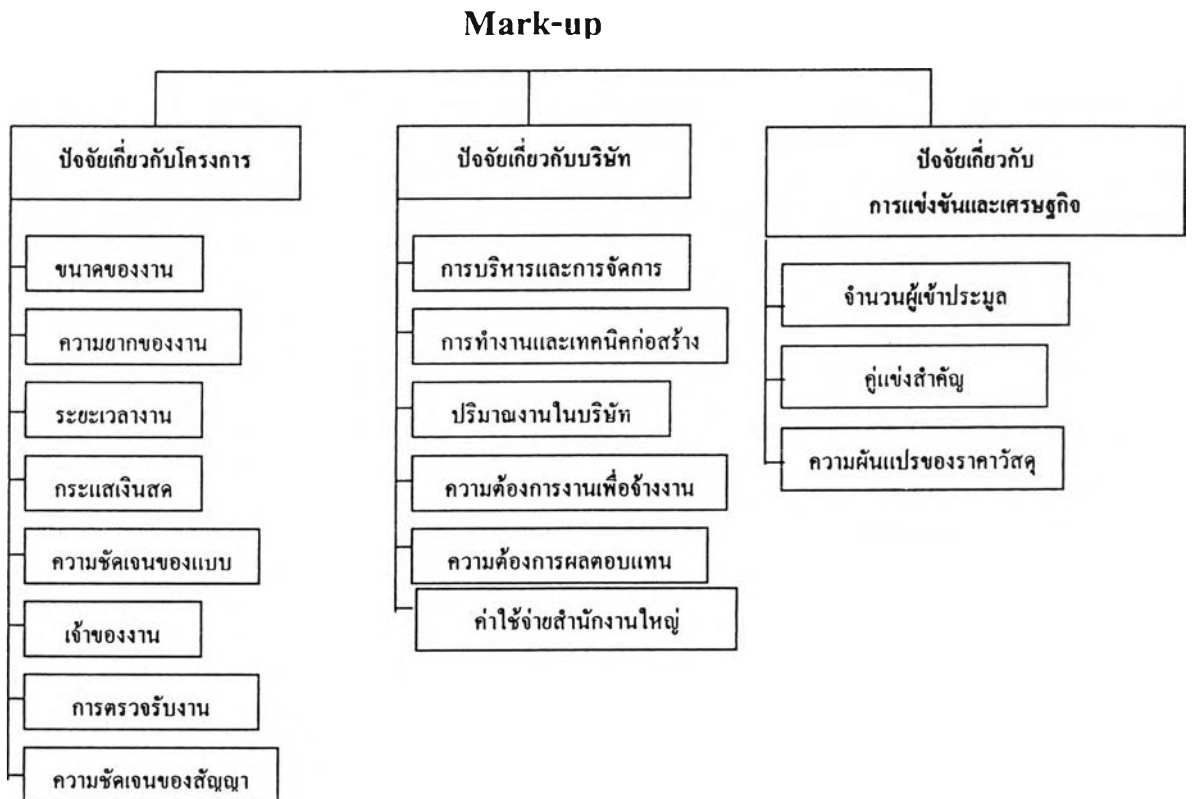 Mark-up
ปัจจัยเกี่ยวกับโครงการ
ขนาดของงาน
ความยากของงาน
ระยะเวลางาน
กระแสเงินสด
ความชัดเจนของแบบ
เจ้าของงาน
การตรวจรับงาน
ความชัดเจนของสัญญา
ปัจจัยเกี่ยวกับบริษัท
การบริหารและการจัดการ
การทำงานและเทคนิคก่อสร้าง
ปริมาณงานในบริษัท
ความต้องการงานเพื่อจ้างงาน
ความต้องการผลตอบแทน
ค่าใช้จ่ายสำนักงานใหญ่
ปัจจัยเกี่ยวกับ
การแข่งขันและเศรษฐกิจ
จำนวนผู้เข้าประมูล
คู่แข่งสำคัญ
ความผันแปรของราคาวัสดุ